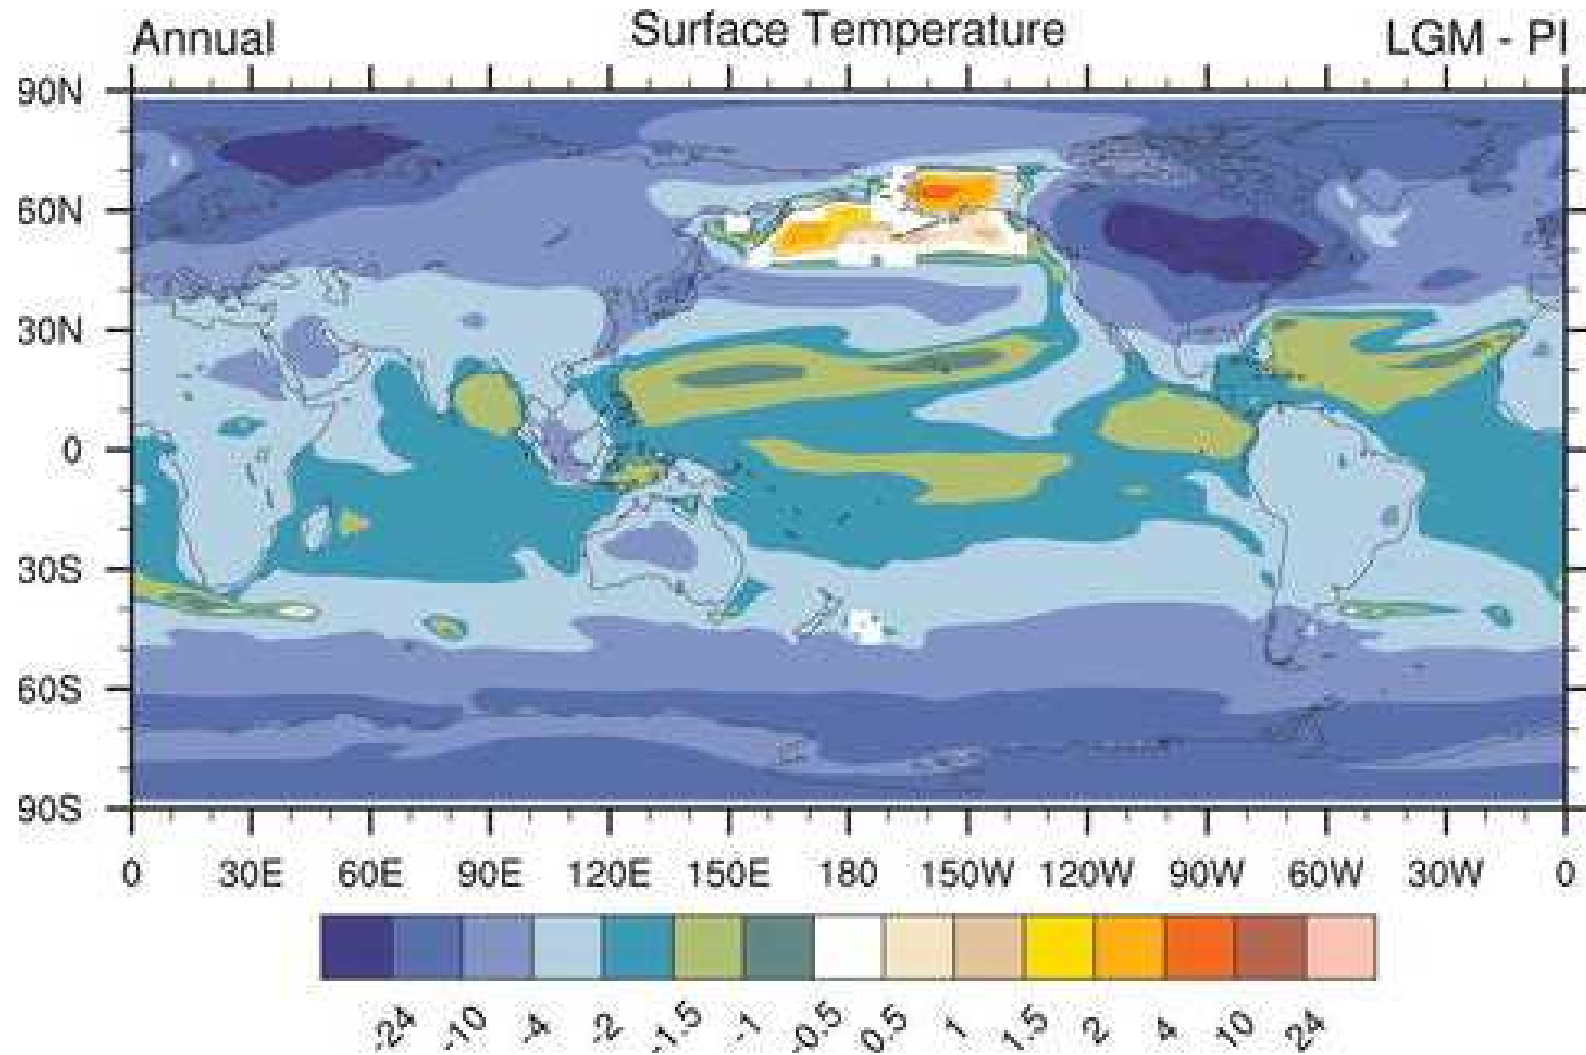 Annual Surface Temperature LGM - PI
90N
60N
30N
0
30S
60S
90S
0 30E 60E 90E 120E 150E 180 150W 120W 90W 60W 30W 0
-24 -10 -4 -2 -1.5 -1 -0.5 0.5 1 1.5 2 4 10 24